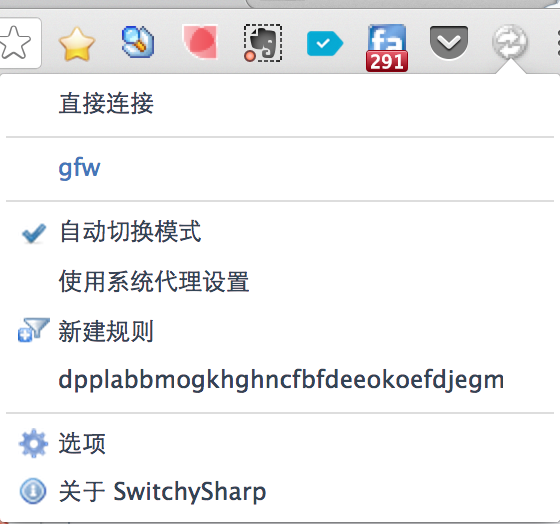 291
直接连接
gfw
自动切换模式
使用系统代理设置
新建规则
dpplabbmogkhghncfbfdeeokoefdjegm
选项
关于 SwitchySharp